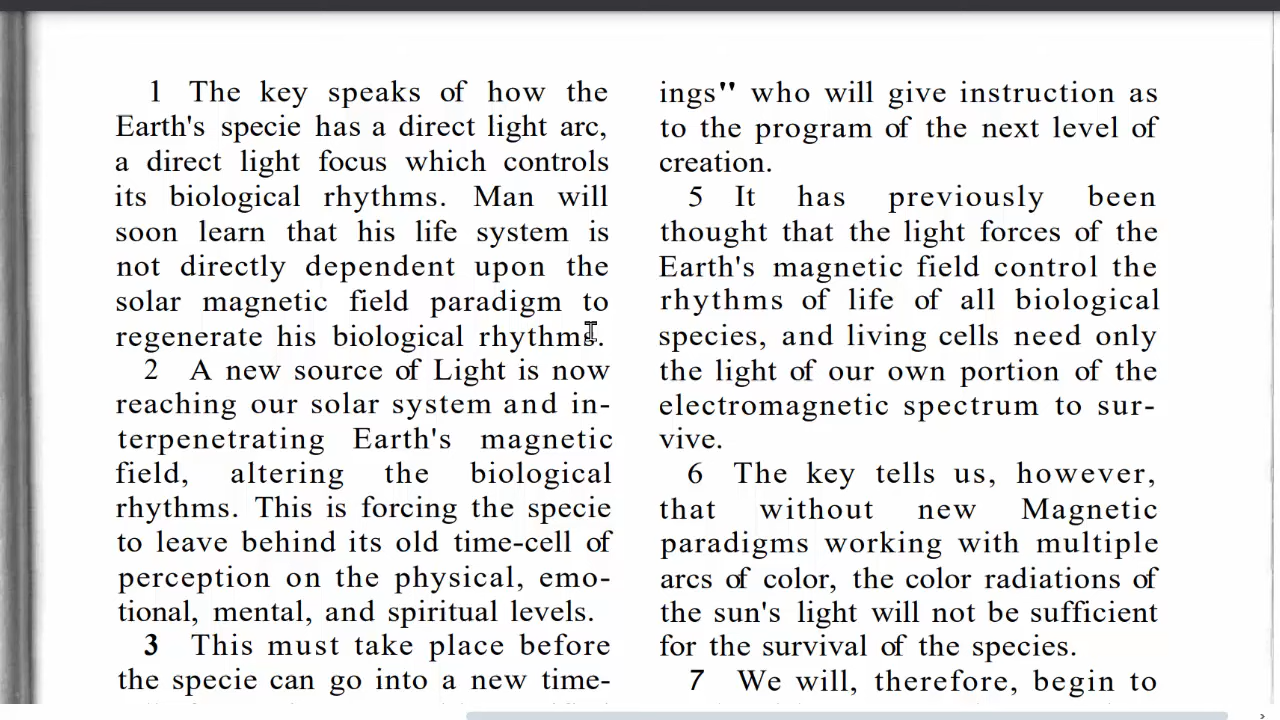 1 The key speaks of how the
Earth's specie has a direct light arc,
a direct light focus which controls
its biological rhythms. Man will
soon learn that his life system is
not directly dependent upon the
solar magnetic field paradigm to
regenerate his biological rhythms.
2 A new source of Light is now
reaching our solar system and in-
terpenetrating Earth's magnetic
field, altering the biological
rhythms. This is forcing the specie
to leave behind its old time-cell of
perception on the physical, emo-
tional, mental, and spiritual levels.
3 This must take place before
the specie can go into a new time-
ings" who will give instruction as
to the program of the next level of
creation.
5 It has previously been
thought that the light forces of the
Earth's magnetic field control the
rhythms of life of all biological
species, and living cells need only
the light of our own portion of the
electromagnetic spectrum to sur-
vive.
6 The key tells us, however,
that without new Magnetic
paradigms working with multiple
arcs of color, the color radiations of
the sun's light will not be sufficient
for the survival of the species.
7 We will, therefore, begin to